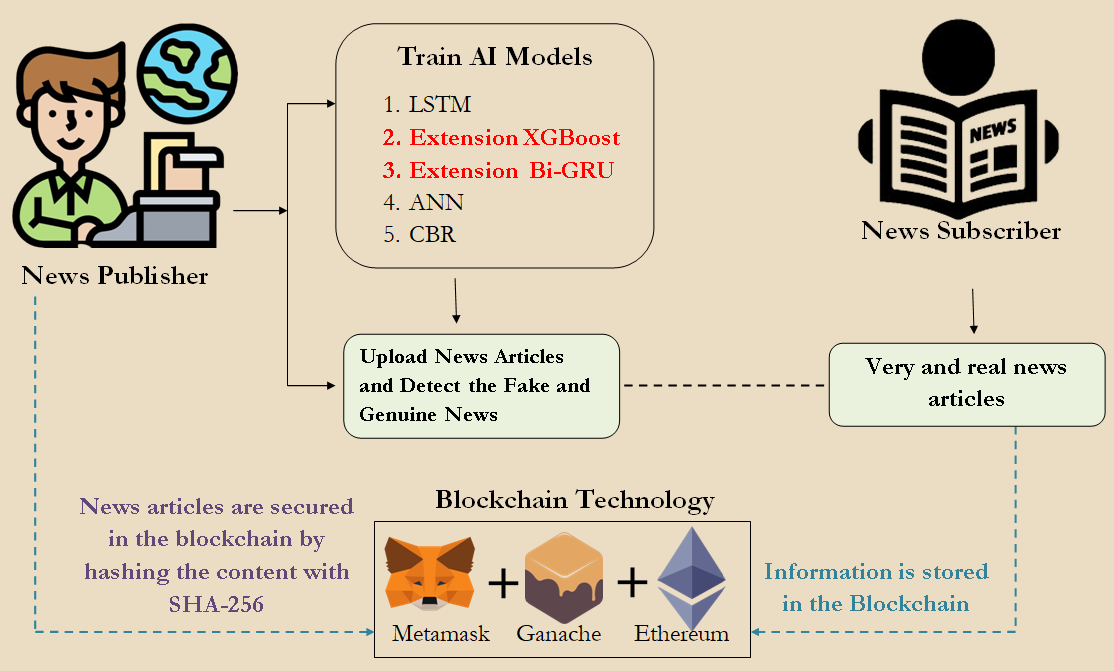 Train AI Models
1. LSTM
2. Extension XGBoost
3. Extension Bi-GRU
4. ANN
5. CBR
NEWS
News Publisher
News Subscriber
Upload News Articles
and Detect the Fake and
Genuine News
Very and real news
articles
Blockchain Technology
News articles are secured
in the blockchain by
hashing the content with
SHA-256
Metamask + Ganache + Ethereum
Information is stored
in the Blockchain